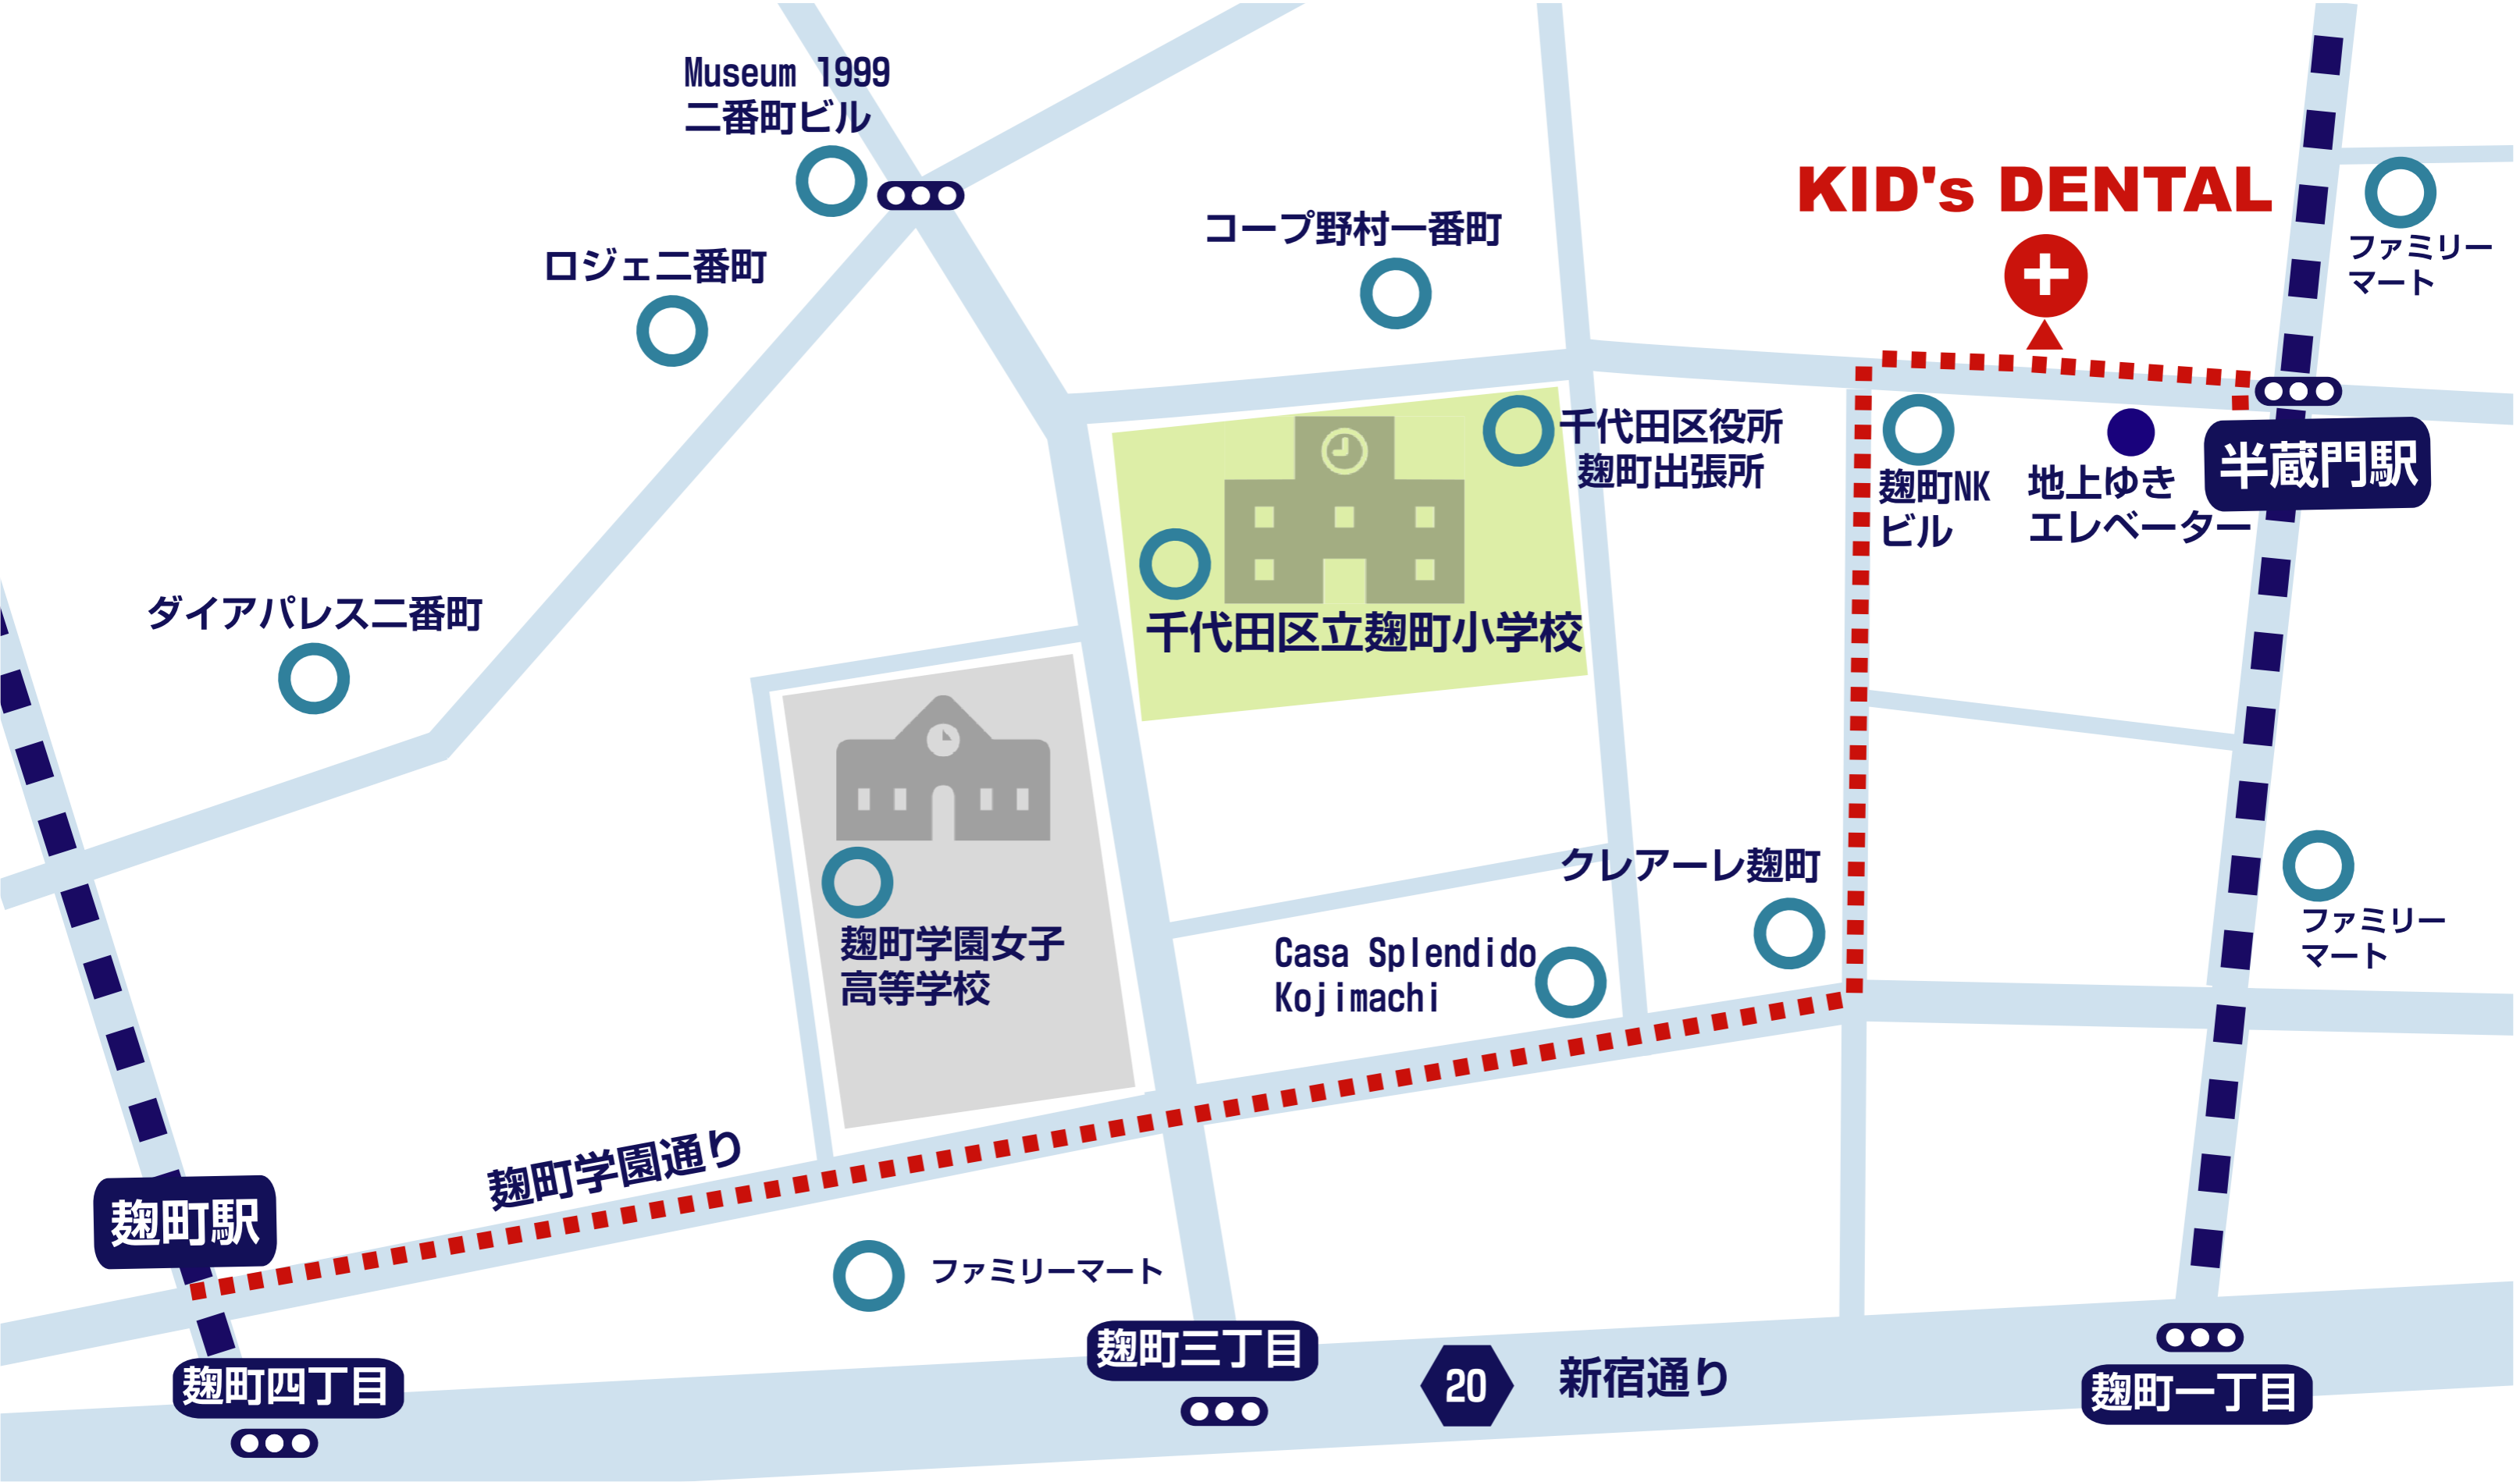 Museum 1999
二番町ビル
KID's DENTAL
コープ野村一番町
ファミリー
マート
ロジェ二番町
千代田区役所
麹町出張所
半蔵門駅
麹町NK
ビル
地上ゆき
エレベーター
ダイアパレス二番町
千代田区立麹町小学校
クレアーレ麹町
ファミリー
マート
麹町学園女子
高等学校
Casa Splendido
Kojimachi
麹町学園通り
麹町駅
ファミリーマート
麹町三丁目
20
新宿通り
麹町四丁目
麹町一丁目